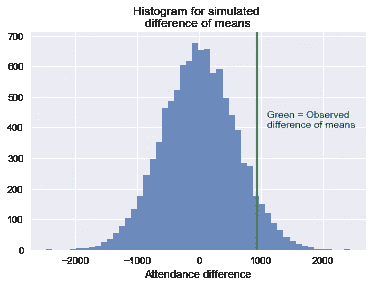 Histogram for simulated
difference of means
700
600
500
400
300
200
100
0
Green = Observed
difference of means
−2000
−1000
0
1000
2000
Attendance difference